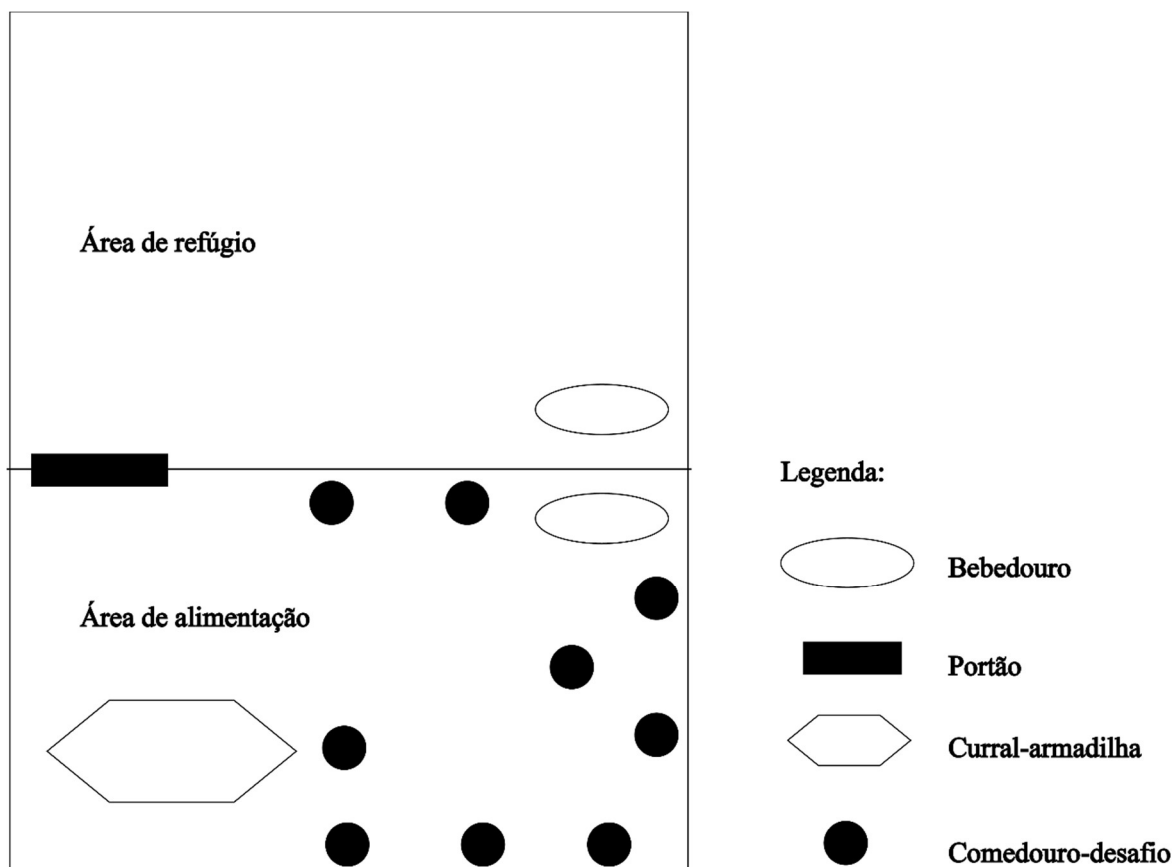 Área de refúgio
Área de alimentação
Legenda:
Bebedouro
Portão
Curral-armadilha
Comedouro-desafio